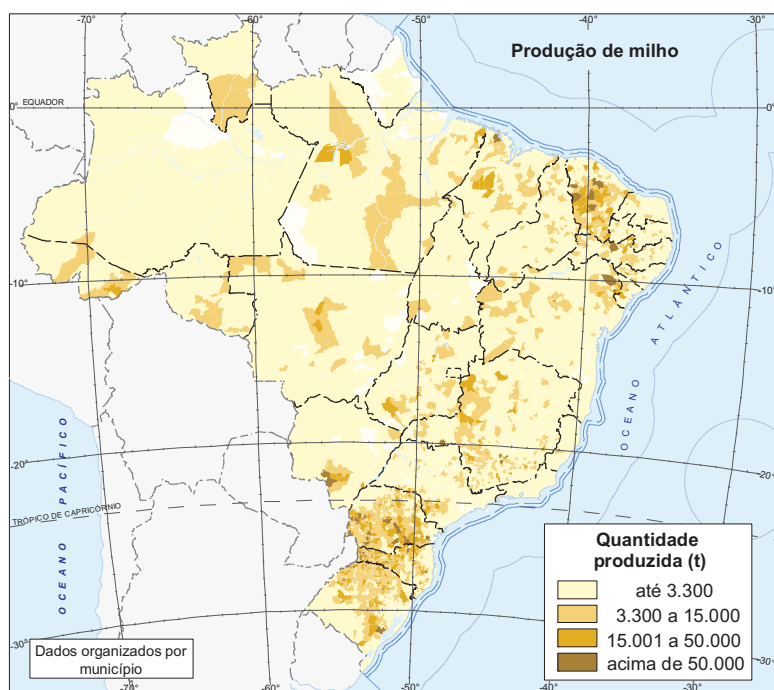 -70°
-60°
-50°
-40°
-30°
Produção de milho
EQUADOR
0°
0°
-10°
-10°
-20°
-20°
-30°
-30°
OCEANO ATLÂNTICO
OCEANO PACÍFICO
TRÓPICO DE CAPRICÓRNIO
Quantidade
produzida (t)
até 3.300
3.300 a 15.000
15.001 a 50.000
acima de 50.000
Dados organizados por
município
-70°
-60°
-50°
-40°
-30°